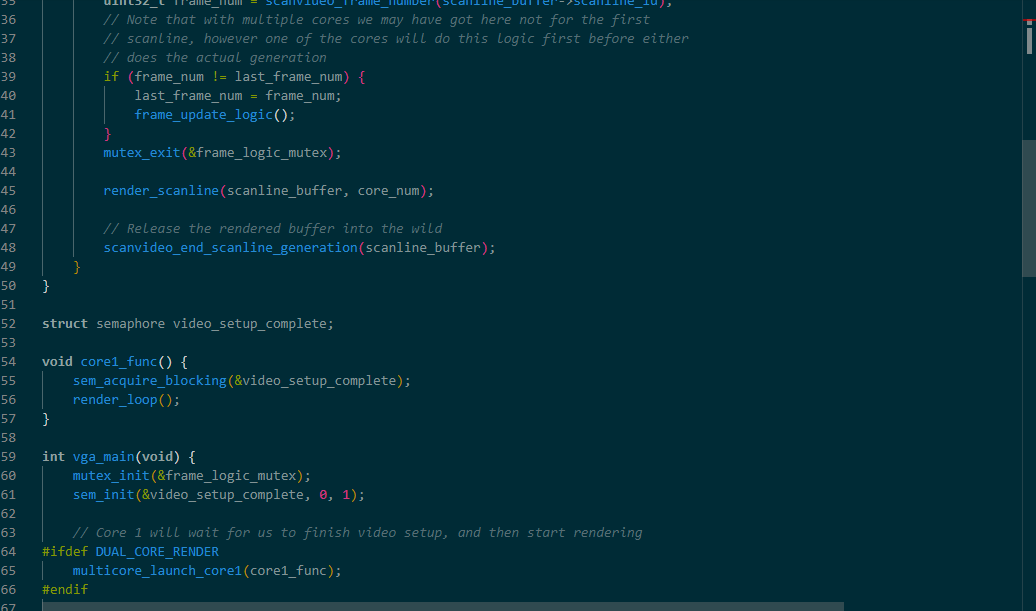 35 uint32_t frame_num = scanvideo_frame_number(scanline_buffer->scanline_id);
36 // Note that with multiple cores we may have got here not for the first
37 // scanline, however one of the cores will do this logic first before either
38 // does the actual generation
39 if (frame_num != last_frame_num) {
40 last_frame_num = frame_num;
41 frame_update_logic();
42 }
43 mutex_exit(&frame_logic_mutex);
44
45 render_scanline(scanline_buffer, core_num);
46
47 // Release the rendered buffer into the wild
48 scanvideo_end_scanline_generation(scanline_buffer);
49 }
50 }
51
52 struct semaphore video_setup_complete;
53
54 void core1_func() {
55 sem_acquire_blocking(&video_setup_complete);
56 render_loop();
57 }
58
59 int vga_main(void) {
60 mutex_init(&frame_logic_mutex);
61 sem_init(&video_setup_complete, 0, 1);
62
63 // Core 1 will wait for us to finish video setup, and then start rendering
64 #ifdef DUAL_CORE_RENDER
65 multicore_launch_core1(core1_func);
66 #endif
67